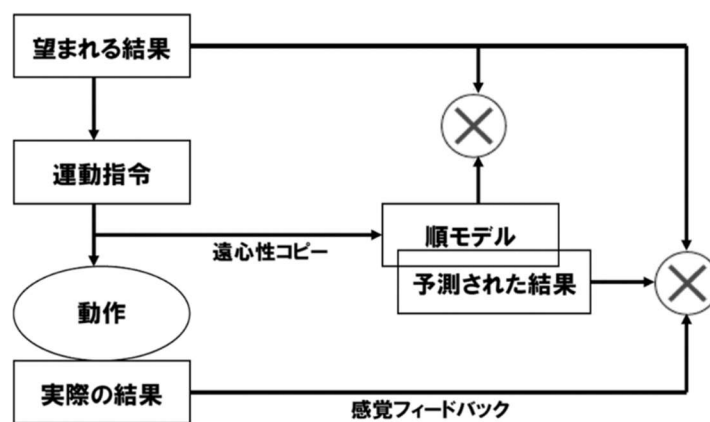 望まれる結果
運動指令
遠心性コピー
順モデル
予測された結果
動作
実際の結果
感覚フィードバック